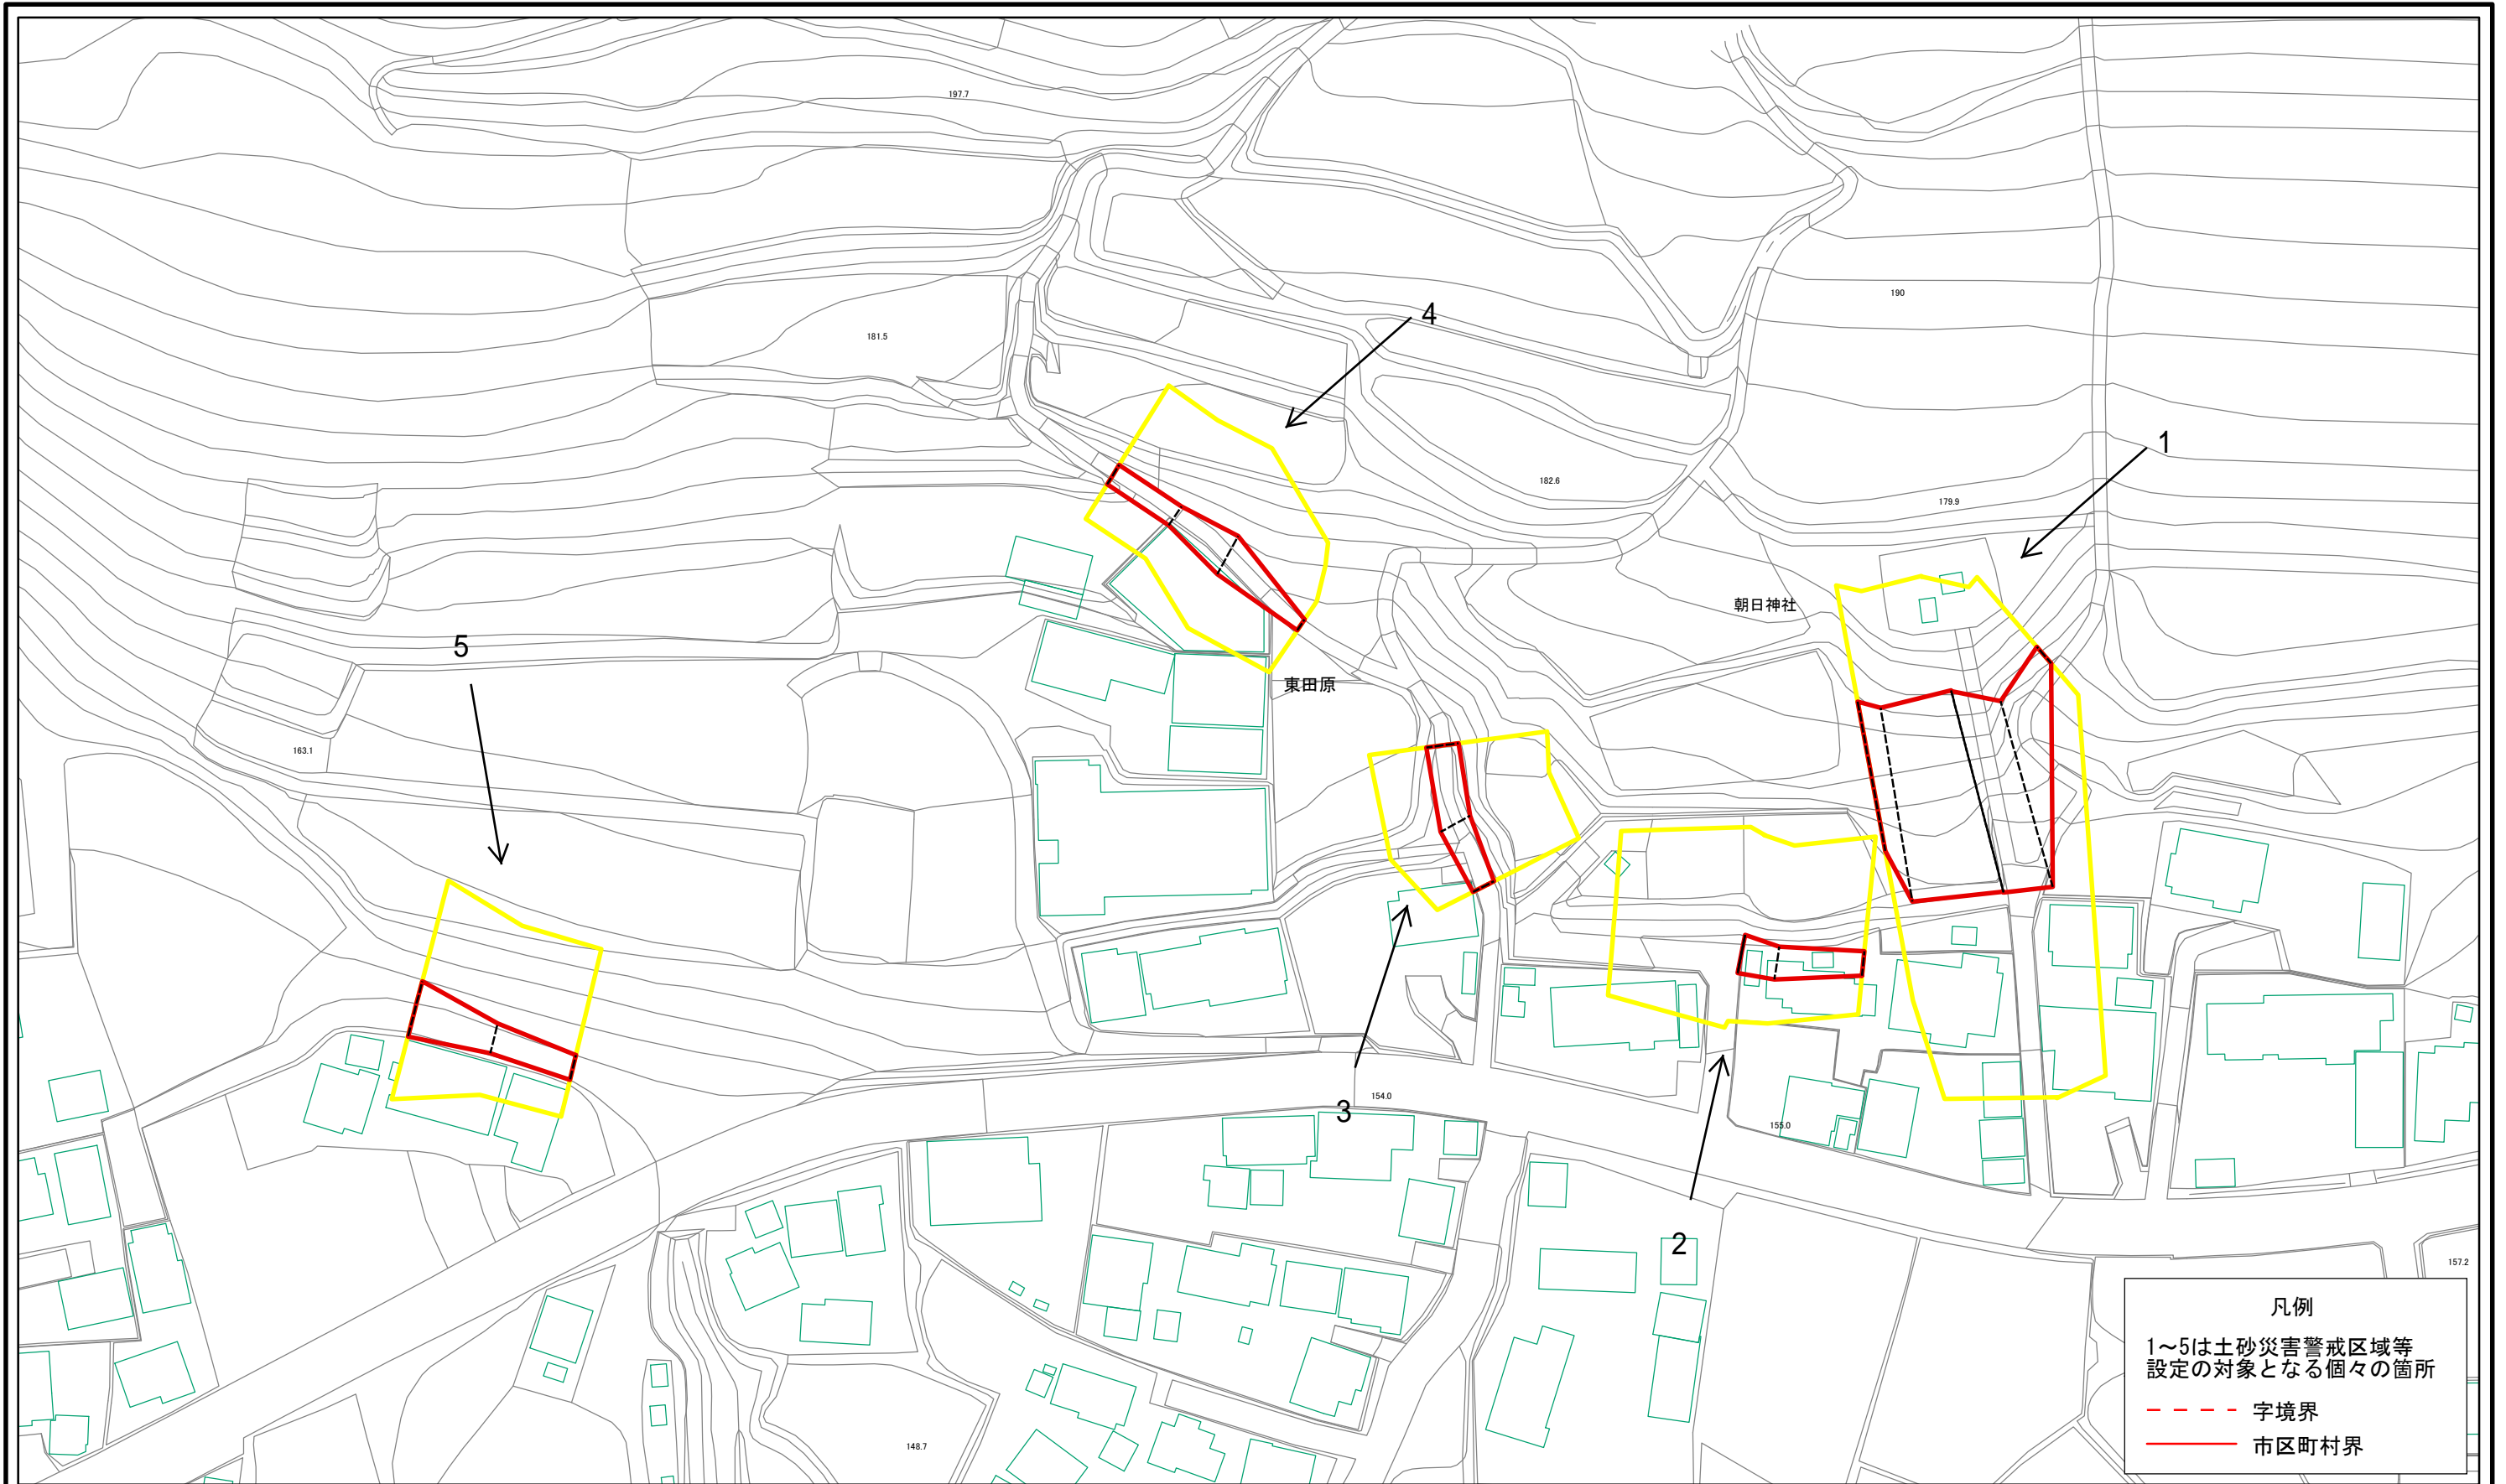 197.7
190
4
181.5
1
182.6
179.9
朝日神社
5
東田原
163.1
154.0
3
155.0
2
157.2
148.7
凡例
1~5は土砂災害警戒区域等
設定の対象となる個々の箇所
字境界
市区町村界